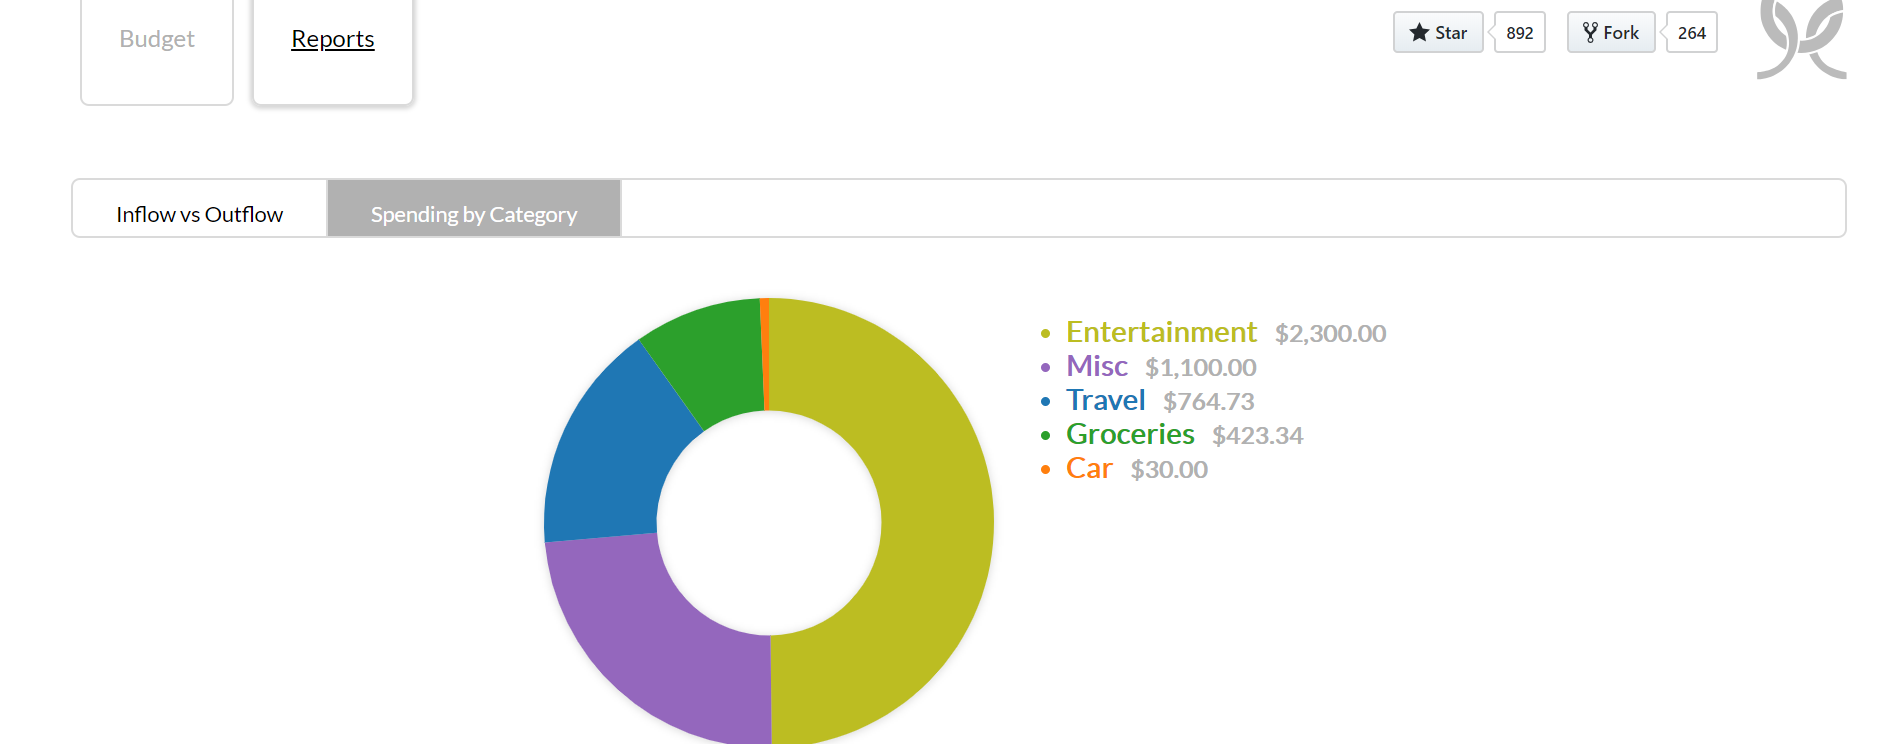 Budget
Reports
Star
892
Fork
264
Inflow vs Outflow
Spending by Category
Entertainment $2,300.00
Misc $1,100.00
Travel $764.73
Groceries $423.34
Car $30.00